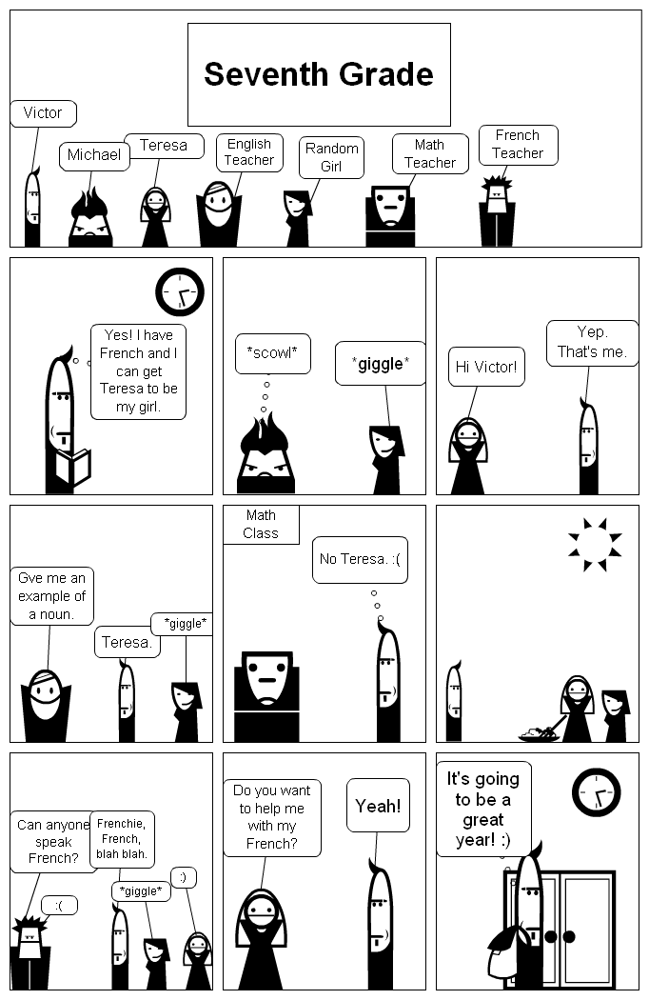 Seventh Grade
Victor
Michael
Teresa
English
Teacher
Random
Girl
Math
Teacher
French
Teacher
Yes! I have
French and I
can get
Teresa to be
my girl.
*scowl*
*giggle*
Hi Victor!
Yep.
That's me.
Gve me an
example of
a noun.
Teresa.
*giggle*
Math
Class
No Teresa. :(
Can anyone
speak
French?
:(
Frenchie,
French,
blah blah.
*giggle*
:)
Do you want
to help me
with my
French?
Yeah!
It's going
to be a
great
year! :)